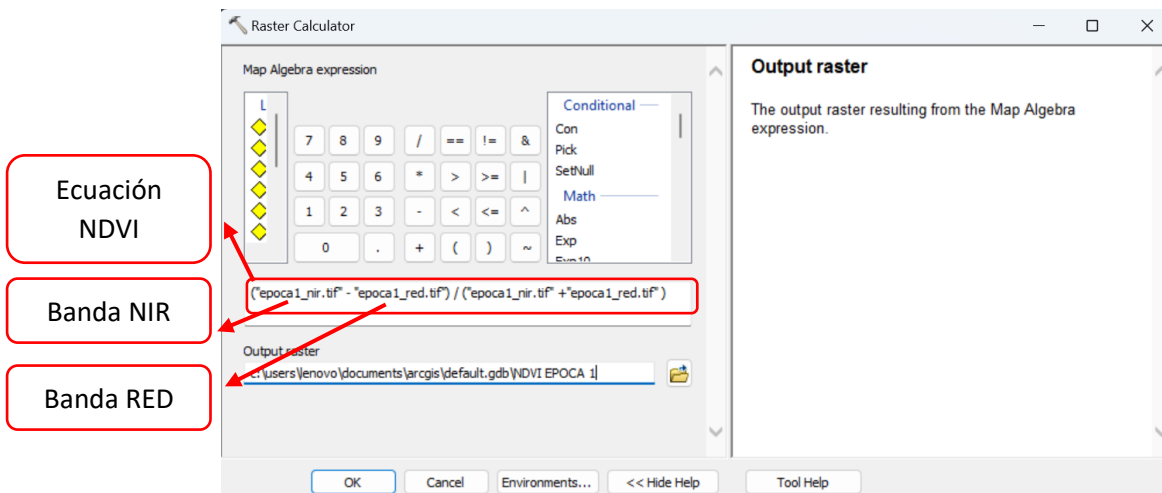 Raster Calculator
Map Algebra expression
L
7 8 9 / == != &
4 5 6 * > >= |
1 2 3 - < <= ^
0 . + ( ) ~
Conditional
Con
Pick
SetNull
Math
Abs
Exp
Exp10
("epoca1_nir.tif" - "epoca1_red.tif") / ("epoca1_nir.tif" +"epoca1_red.tif" )
Output raster
c:\users\lenovo\documents\arcgis\default.gdb\NDVI EPOCA 1
OK Cancel Environments... << Hide Help Tool Help
Output raster
The output raster resulting from the Map Algebra
expression.
Ecuación
NDVI
Banda NIR
Banda RED